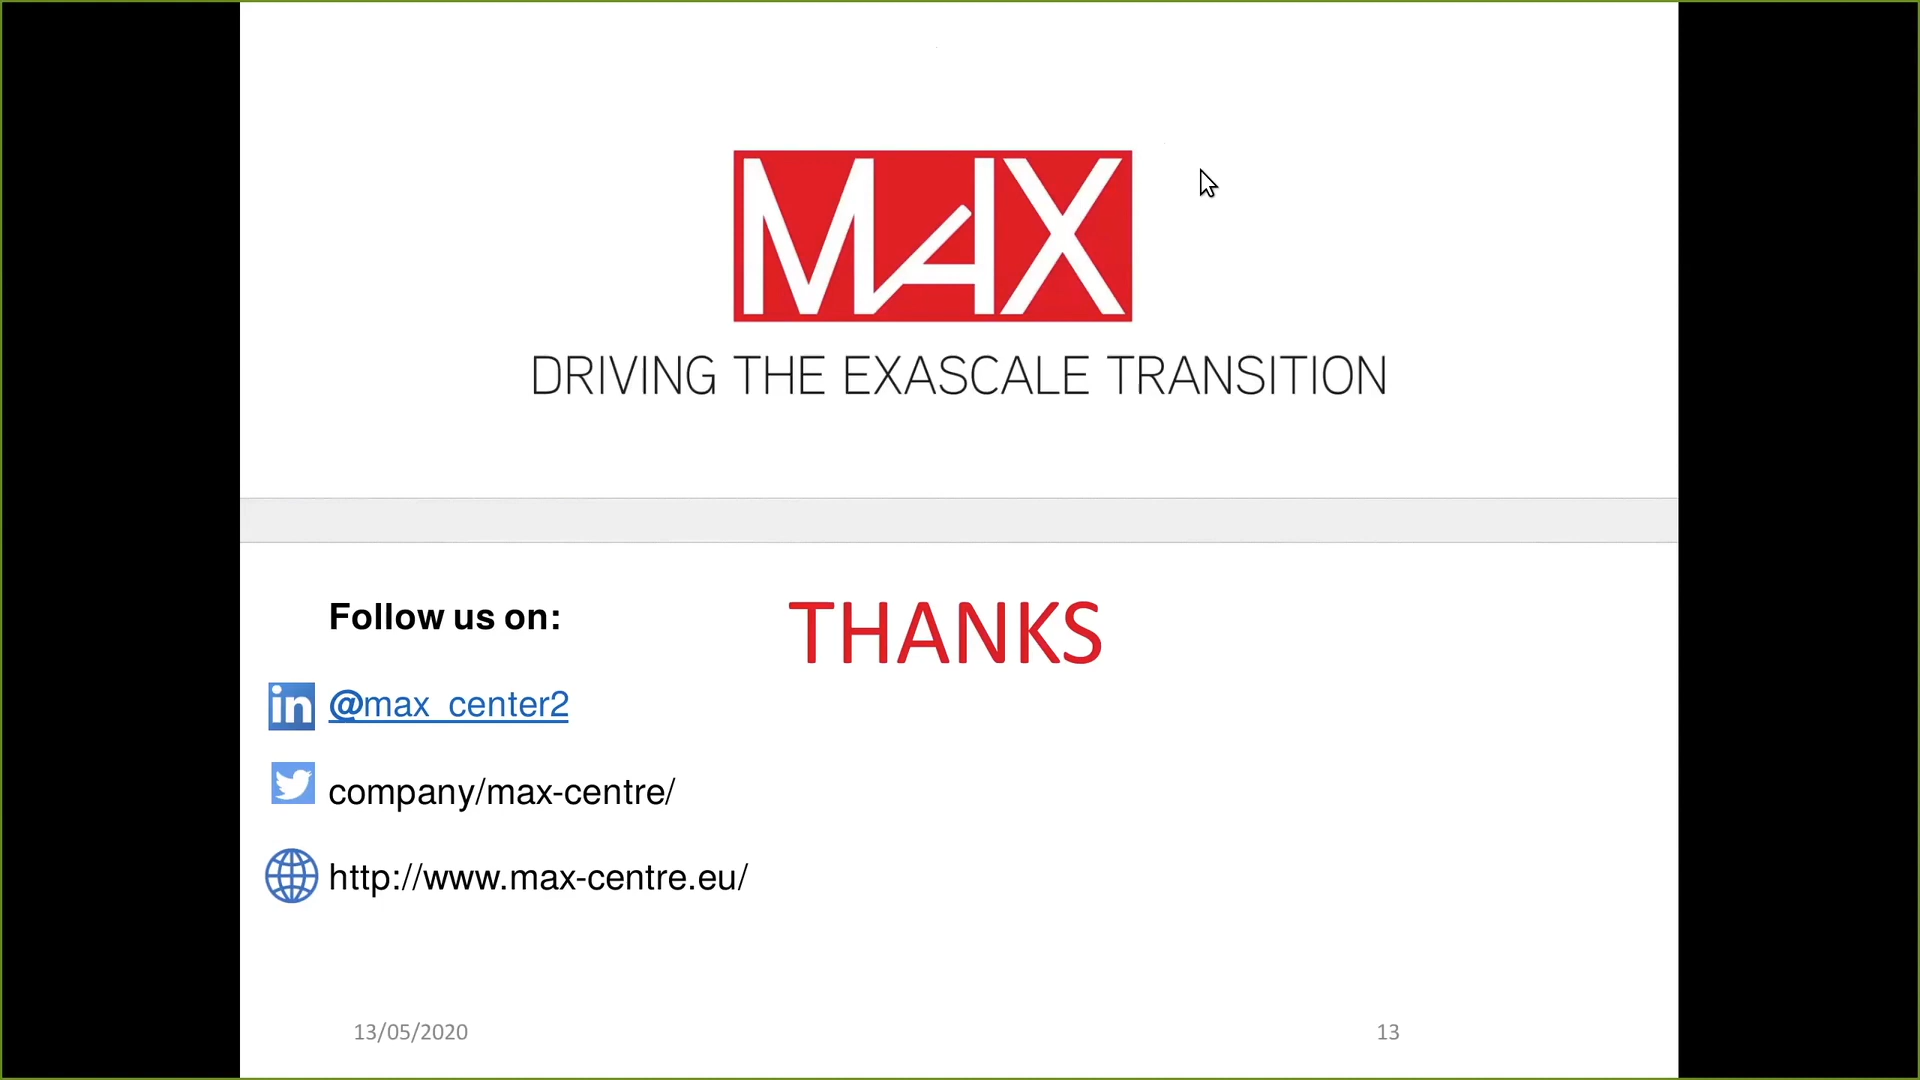 MAX
DRIVING THE EXASCALE TRANSITION
THANKS
Follow us on:
in @max_center2
company/max-centre/
http://www.max-centre.eu/
13/05/2020
13